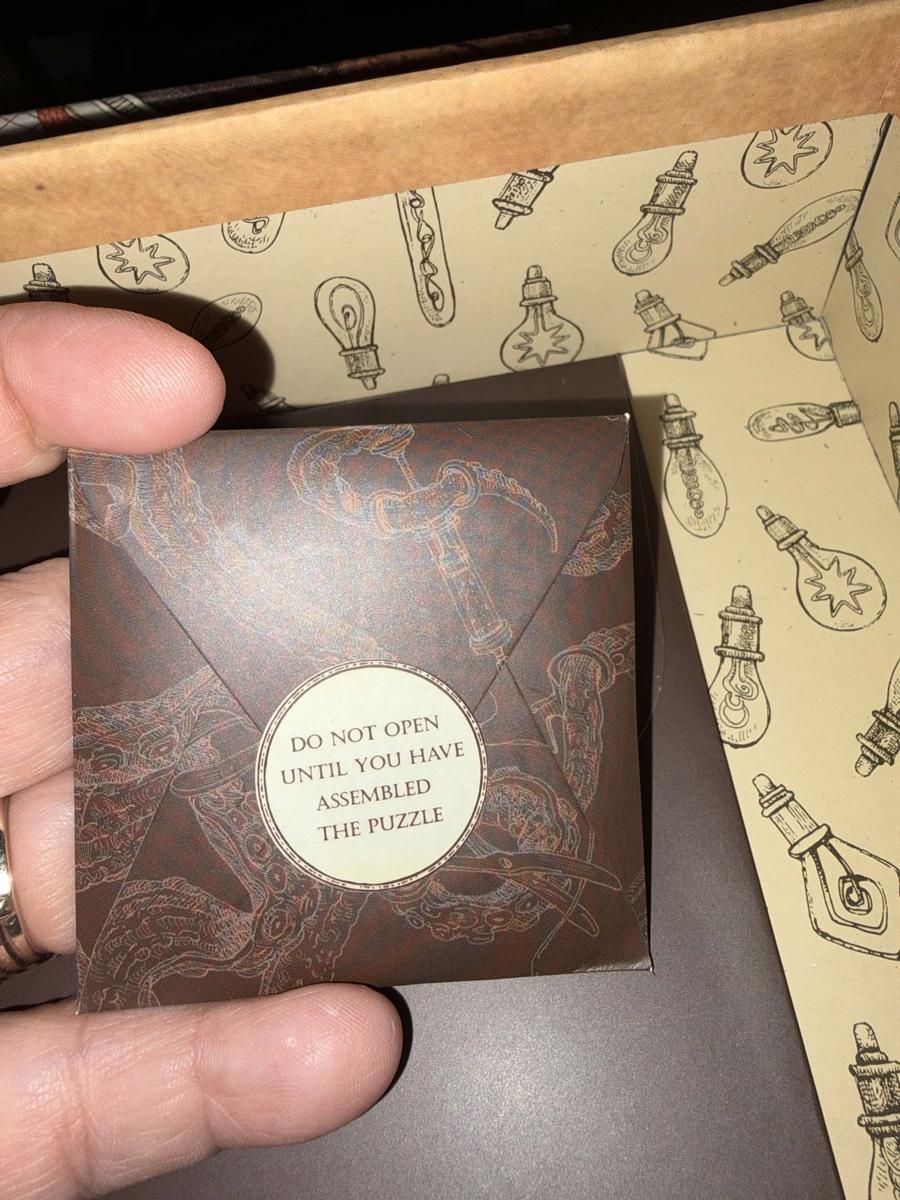 DO NOT OPEN
UNTIL YOU HAVE
ASSEMBLED
THE PUZZLE